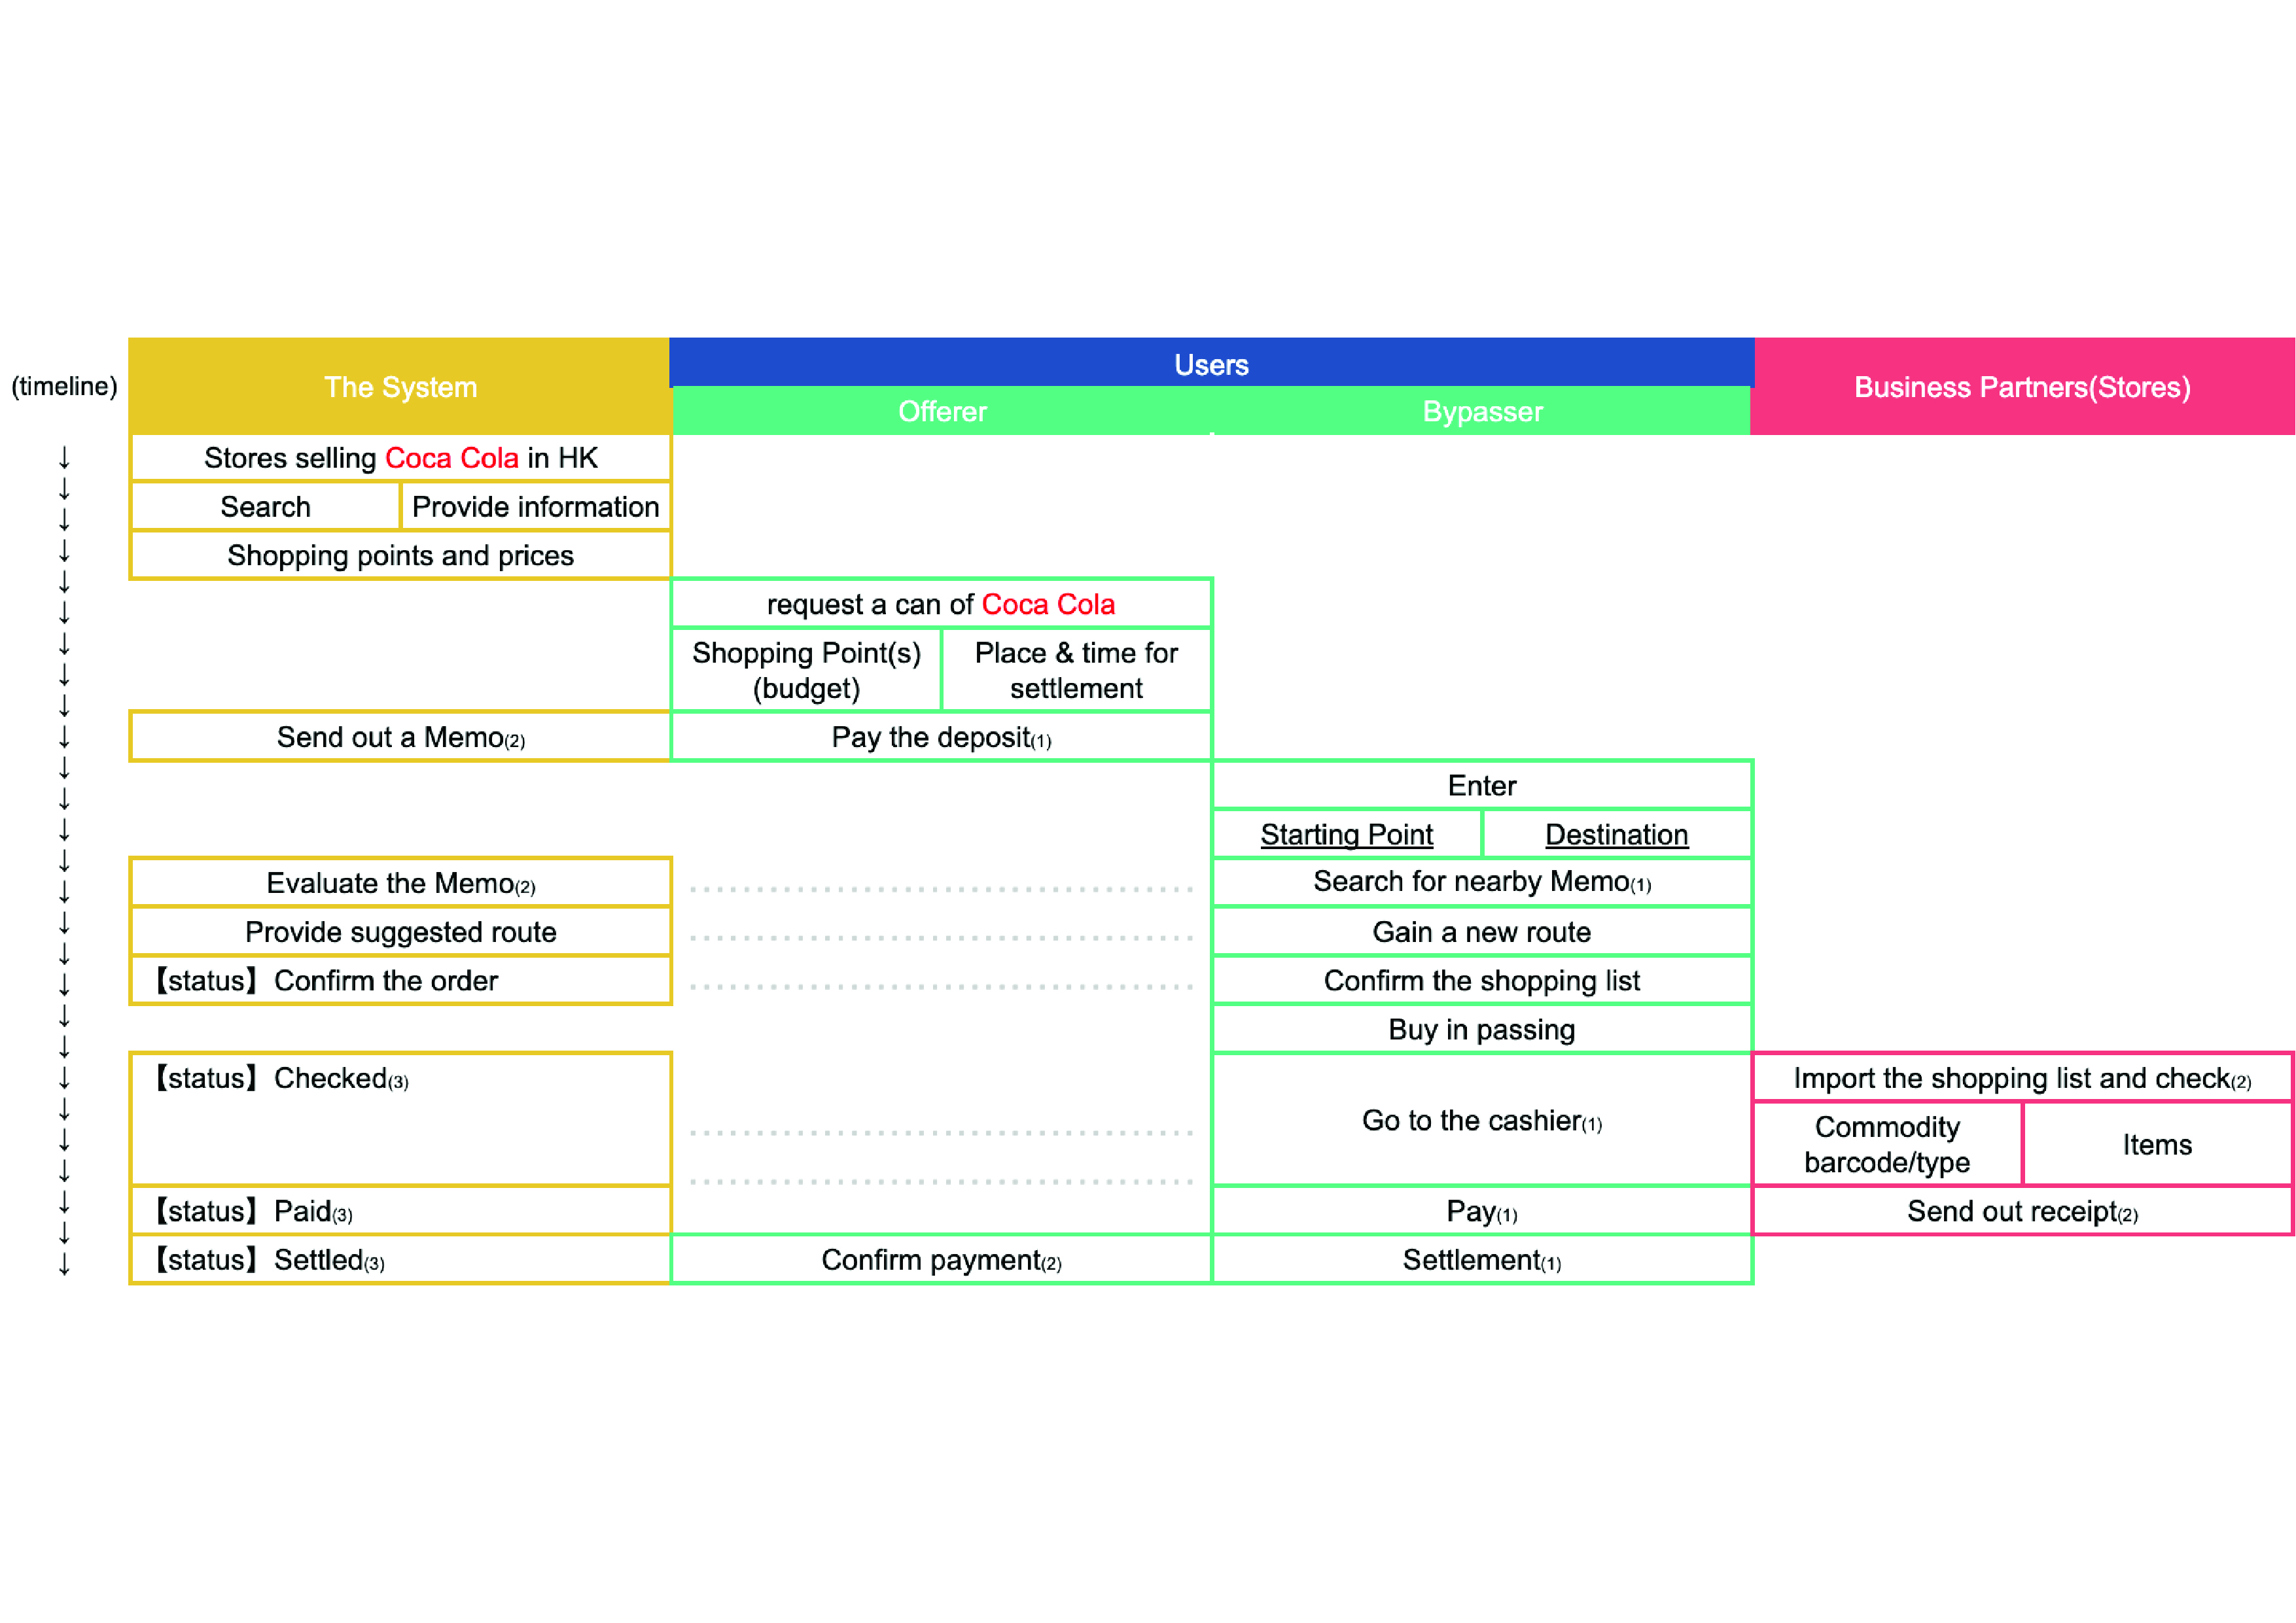 (timeline)
The System
Users
Offerer
Bypasser
Business Partners(Stores)
Stores selling Coca Cola in HK
Search
Provide information
Shopping points and prices
request a can of Coca Cola
Shopping Point(s)
(budget)
Place & time for
settlement
Send out a Memo(2)
Pay the deposit(1)
Enter
Starting Point
Destination
Evaluate the Memo(2)
Search for nearby Memo(1)
Provide suggested route
Gain a new route
【status】Confirm the order
Confirm the shopping list
Buy in passing
【status】Checked(3)
Go to the cashier(1)
Import the shopping list and check(2)
Commodity
barcode/type
Items
【status】Paid(3)
Pay(1)
Send out receipt(2)
【status】Settled(3)
Confirm payment(2)
Settlement(1)